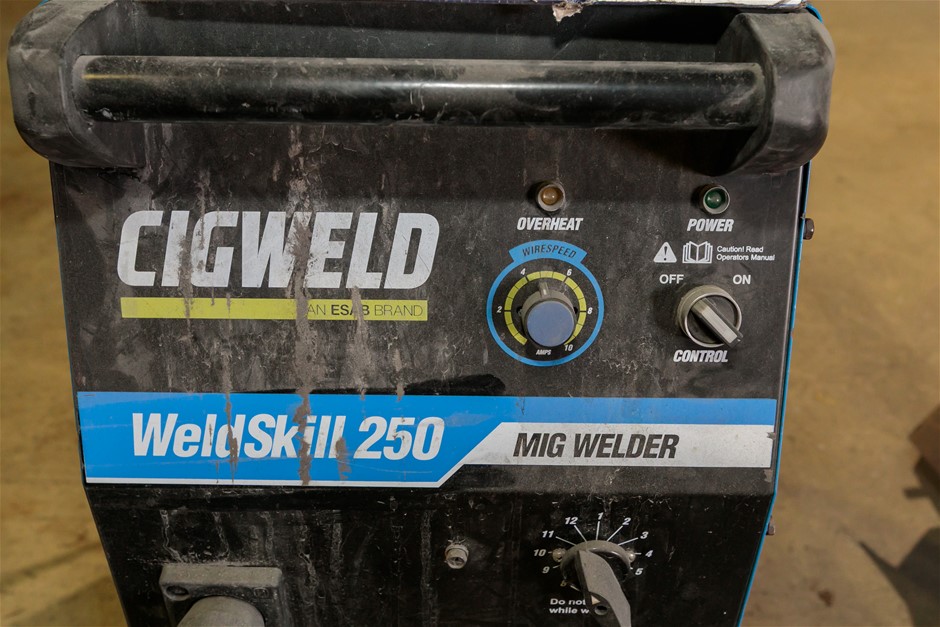 CIGWELD
AN ESAB BRAND
OVERHEAT
POWER
WIRESPEED
2
4
6
8
10
AMPS
Caution! Read
Operators Manual
OFF
ON
CONTROL
WeldSkill 250
MIG WELDER
9
10
11
12
1
2
3
4
5
Do not
while